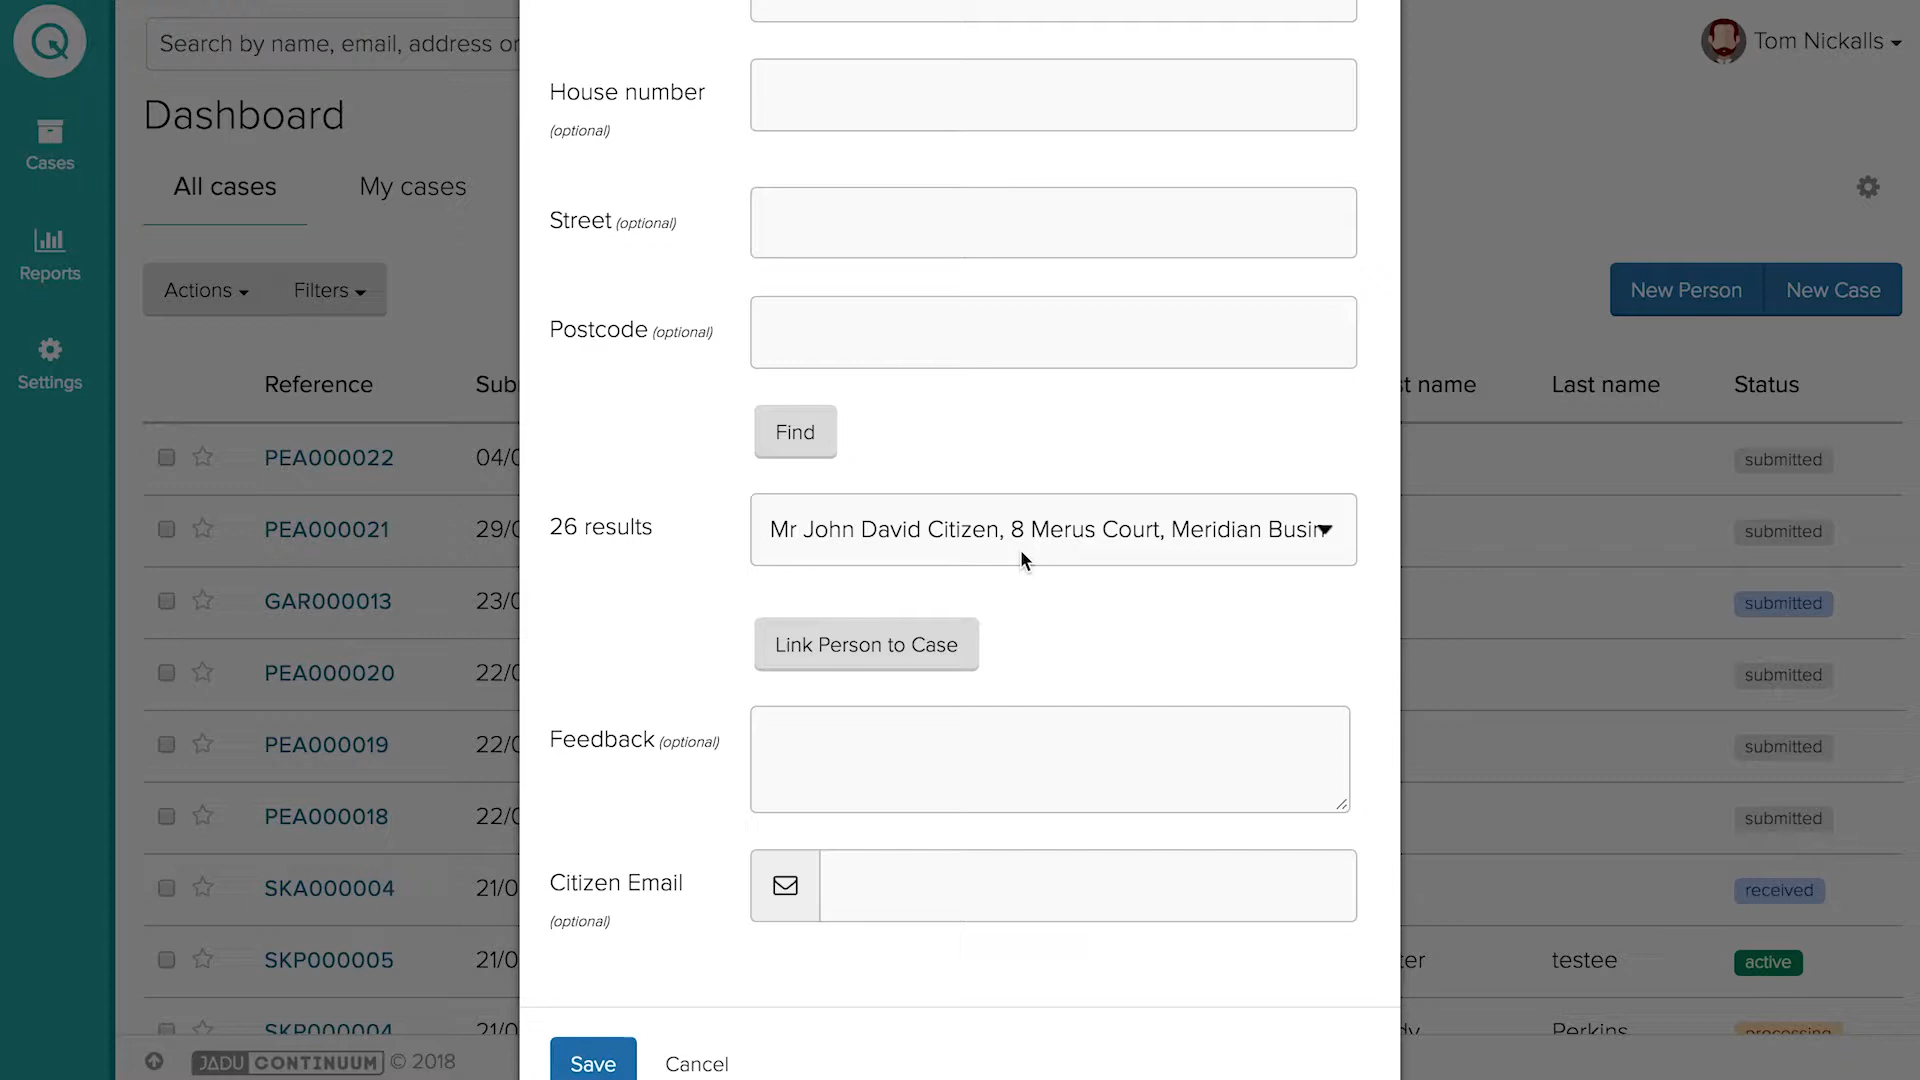 Search by name, email, address or
Tom Nickalls
Dashboard
Cases
All cases
My cases
Reports
Actions
Filters
New Person
New Case
Settings
Reference
Sub
st name
Last name
Status
PEA000022
04/0
submitted
PEA000021
29/0
submitted
GAR000013
23/0
submitted
PEA000020
22/0
submitted
PEA000019
22/0
submitted
PEA000018
22/0
submitted
SKA000004
21/0
received
SKP000005
21/0
ter
testee
active
SKP000004
21/0
dy
Perkins
processing
JADU CONTINUUM © 2018
House number
(optional)
Street (optional)
Postcode (optional)
Find
26 results
Mr John David Citizen, 8 Merus Court, Meridian Busin
Link Person to Case
Feedback (optional)
Citizen Email
(optional)
Save
Cancel